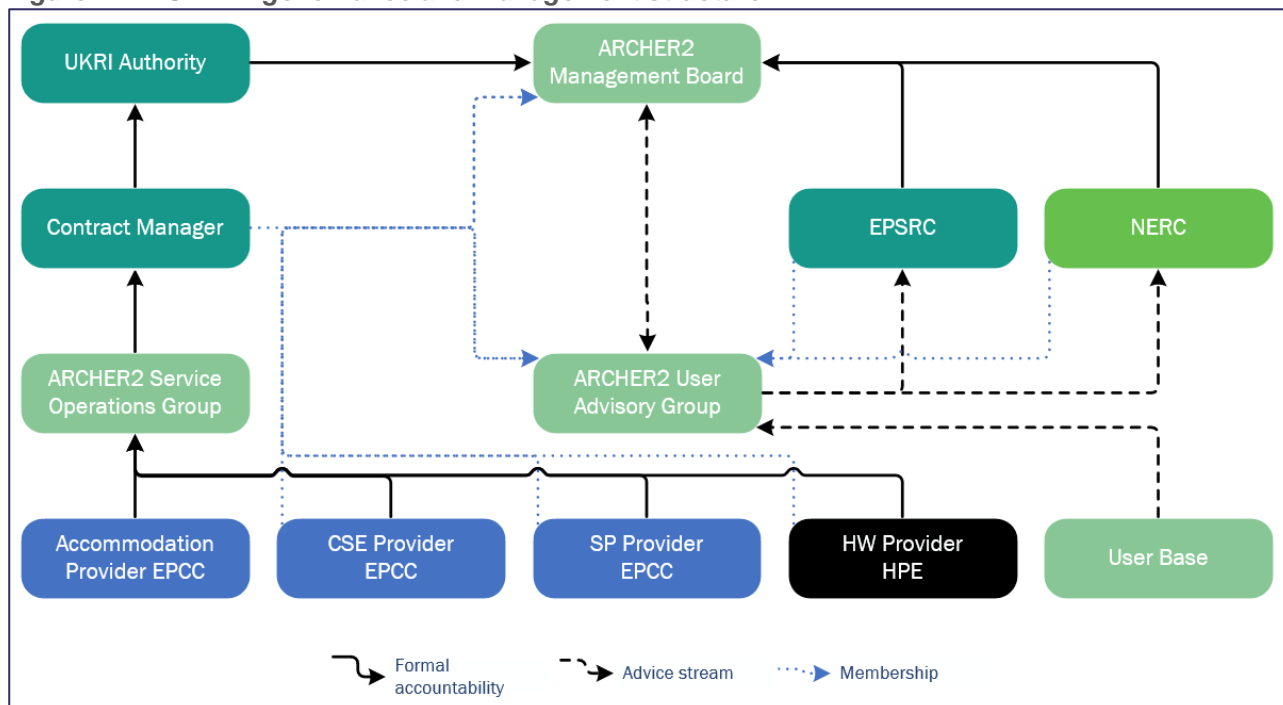 UKRI Authority
ARCHER2
Management Board
Contract Manager
EPSRC
NERC
ARCHER2 Service
Operations Group
ARCHER2 User
Advisory Group
Accommodation
Provider EPCC
CSE Provider
EPCC
SP Provider
EPCC
HW Provider
HPE
User Base
Formal
accountability
Advice stream
Membership